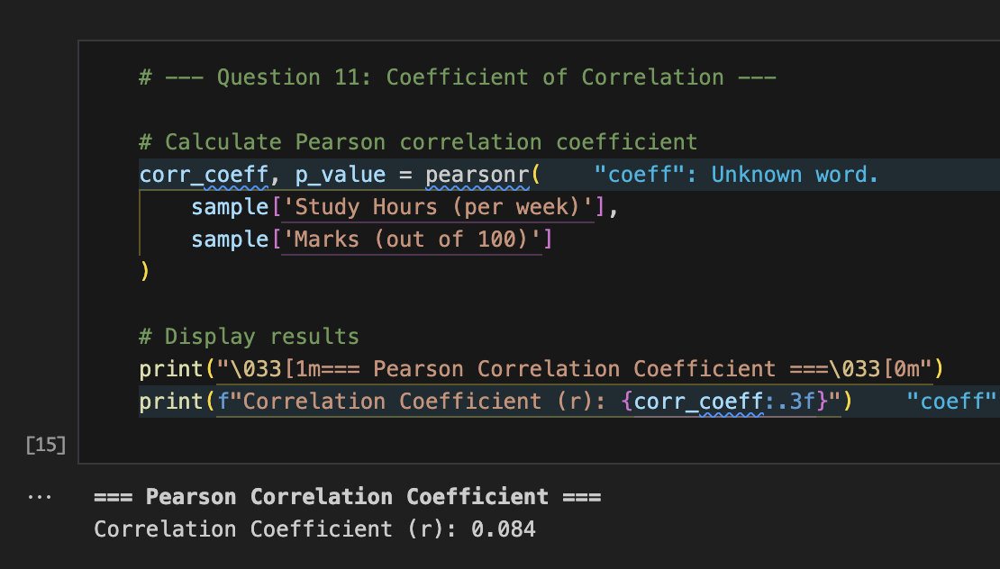 # --- Question 11: Coefficient of Correlation ---
# Calculate Pearson correlation coefficient
corr_coeff, p_value = pearsonr(    "coeff": Unknown word.
    sample['Study Hours (per week)'],
    sample['Marks (out of 100)']
)
# Display results
print("\033[1m=== Pearson Correlation Coefficient ===\033[0m")
print(f"Correlation Coefficient (r): {corr_coeff:.3f}")    "coeff"
[15]
... === Pearson Correlation Coefficient ===
Correlation Coefficient (r): 0.084